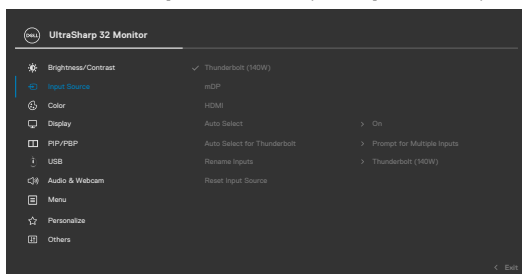 DELL
UltraSharp 32 Monitor
Brightness/Contrast
Thunderbolt (140W)
Input Source
mDP
Color
HDMI
Display
Auto Select > On
PIP/PBP
Auto Select for Thunderbolt > Prompt for Multiple Inputs
USB
Rename Inputs > Thunderbolt (140W)
Audio & Webcam
Reset Input Source
Menu
Personalize
Others
< Exit